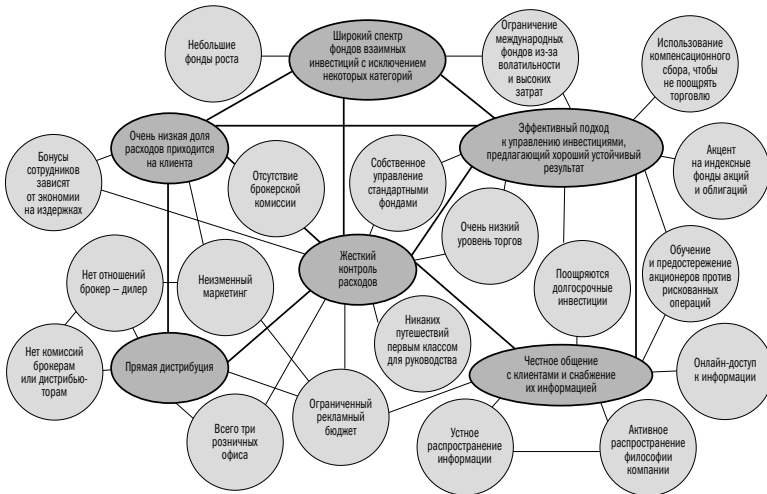 Небольшие
фонды роста
Широкий спектр
фондов взаимных
инвестиций с исключением
некоторых категорий
Ограничение
международных
фондов из-за
волатильности
и высоких
затрат
Использование
компенсационного
сбора, чтобы
не поощрять
торговлю
Очень низкая доля
расходов приходится
на клиента
Эффективный подход
к управлению инвестициями,
предлагающий хороший устойчивый
результат
Бонусы
сотрудников
зависят
от экономии
на издержках
Отсутствие
брокерской
комиссии
Собственное
управление
стандартными
фондами
Акцент
на индексные
фонды акций
и облигаций
Очень низкий
уровень торгов
Жесткий
контроль
расходов
Нет отношений
брокер – дилер
Неизменный
маркетинг
Поощряются
долгосрочные
инвестиции
Обучение
и предостережение
акционеров против
рискованных
операций
Никаких
путешествий
первым классом
для руководства
Нет комиссий
брокерам
или дистрибью-
торам
Прямая дистрибуция
Честное общение
с клиентами и снабжение
их информацией
Онлайн-доступ
к информации
Всего три
розничных
офиса
Ограниченный
рекламный
бюджет
Устное
распространение
информации
Активное
распространение
философии
компании